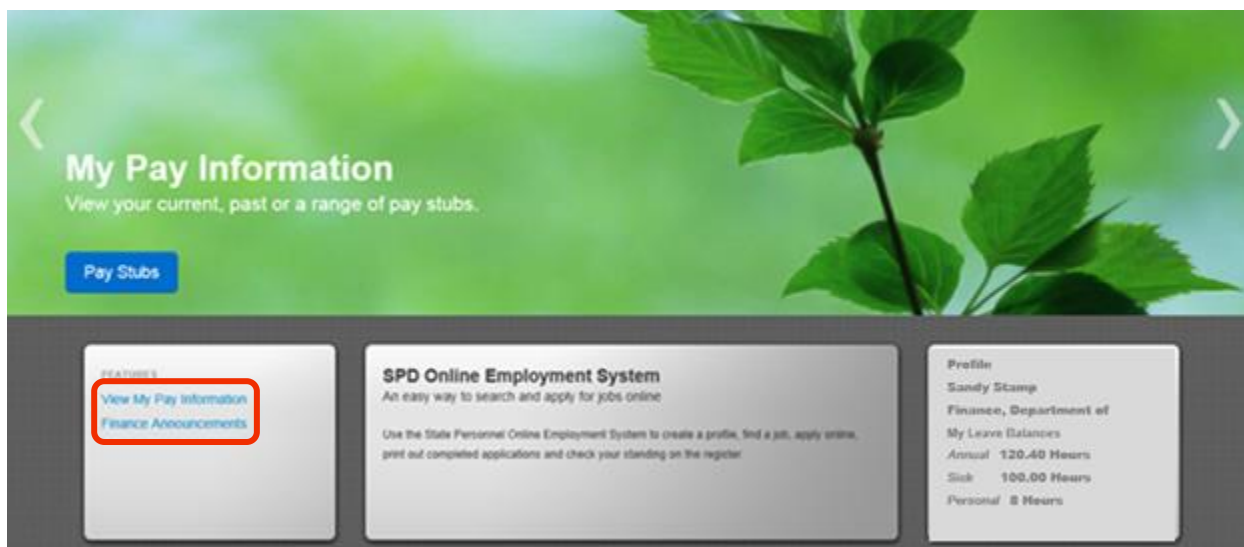 My Pay Information
View your current, past or a range of pay stubs.
Pay Stubs
FEATURES
View My Pay Information
Finance Announcements
SPD Online Employment System
An easy way to search and apply for jobs online
Use the State Personnel Online Employment System to create a profile, find a job, apply online,
print out completed applications and check your standing on the register.
Profile
Sandy Stamp
Finance, Department of
My Leave Balances
Annual 120.40 Hours
Sick 100.00 Hours
Personal 8 Hours